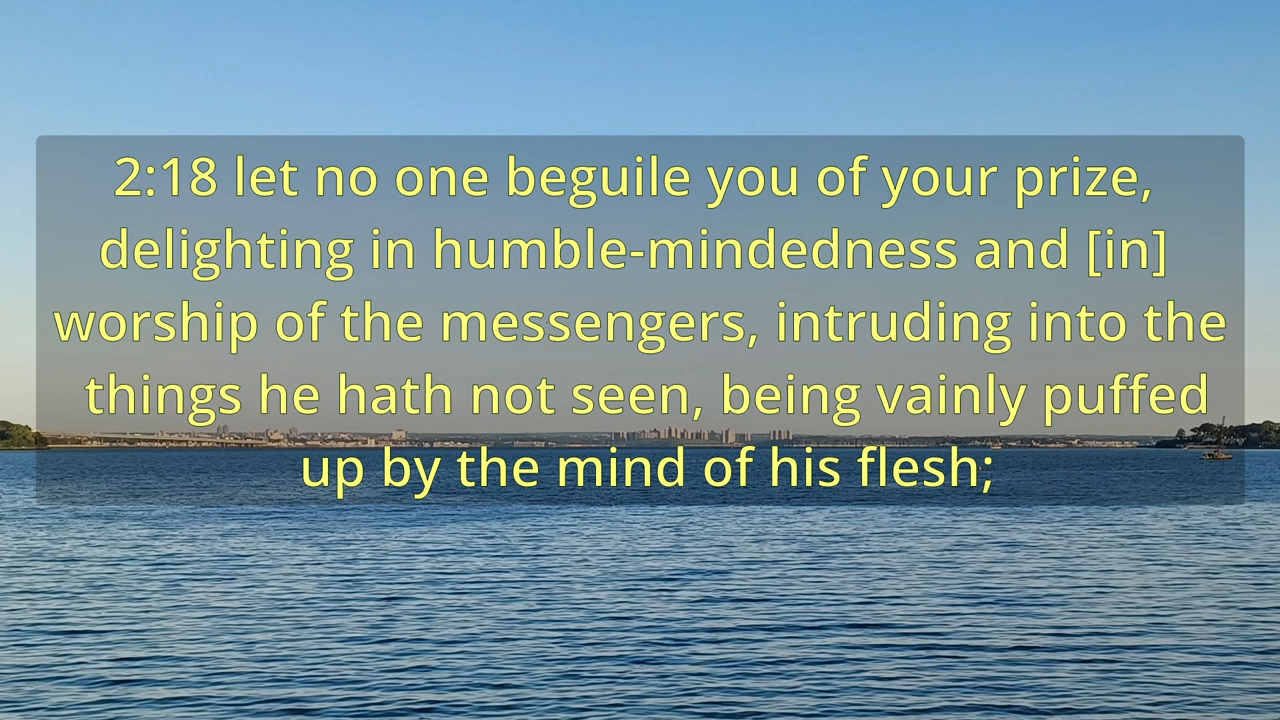 2:18 let no one beguile you of your prize,
delighting in humble-mindedness and [in]
worship of the messengers, intruding into the
things he hath not seen, being vainly puffed
up by the mind of his flesh;